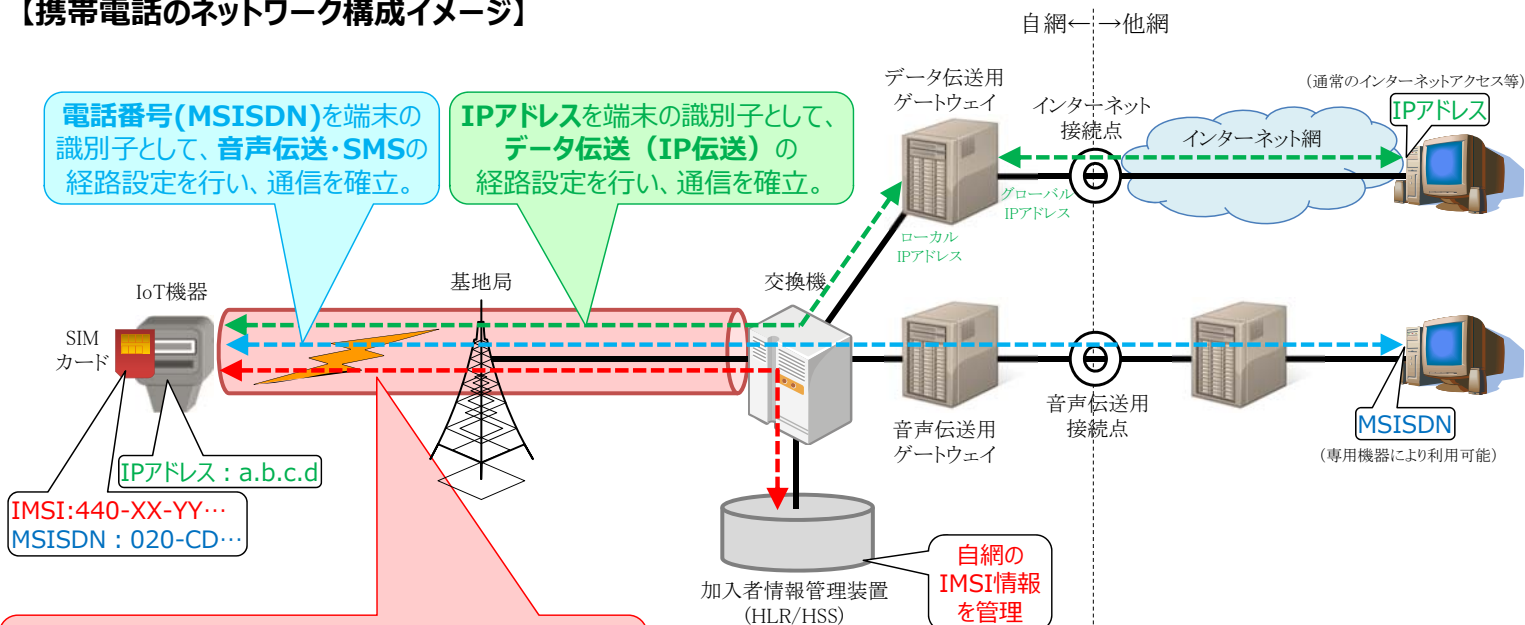 【携帯電話のネットワーク構成イメージ】
自網←→他網
電話番号(MSISDN)を端末の
識別子として、音声伝送・SMSの
経路設定を行い、通信を確立。
IPアドレスを端末の識別子として、
データ伝送（IP伝送）の
経路設定を行い、通信を確立。
データ伝送用
ゲートウェイ
インターネット
接続点
インターネット網
(通常のインターネットアクセス等)
IPアドレス
グローバル
IPアドレス
ローカル
IPアドレス
IoT機器
基地局
交換機
SIM
カード
音声伝送用
ゲートウェイ
音声伝送用
接続点
MSISDN
(専用機器により利用可能)
IPアドレス：a.b.c.d
IMSI:440-XX-YY…
MSISDN：020-CD…
加入者情報管理装置
(HLR/HSS)
自網の
IMSI情報
を管理